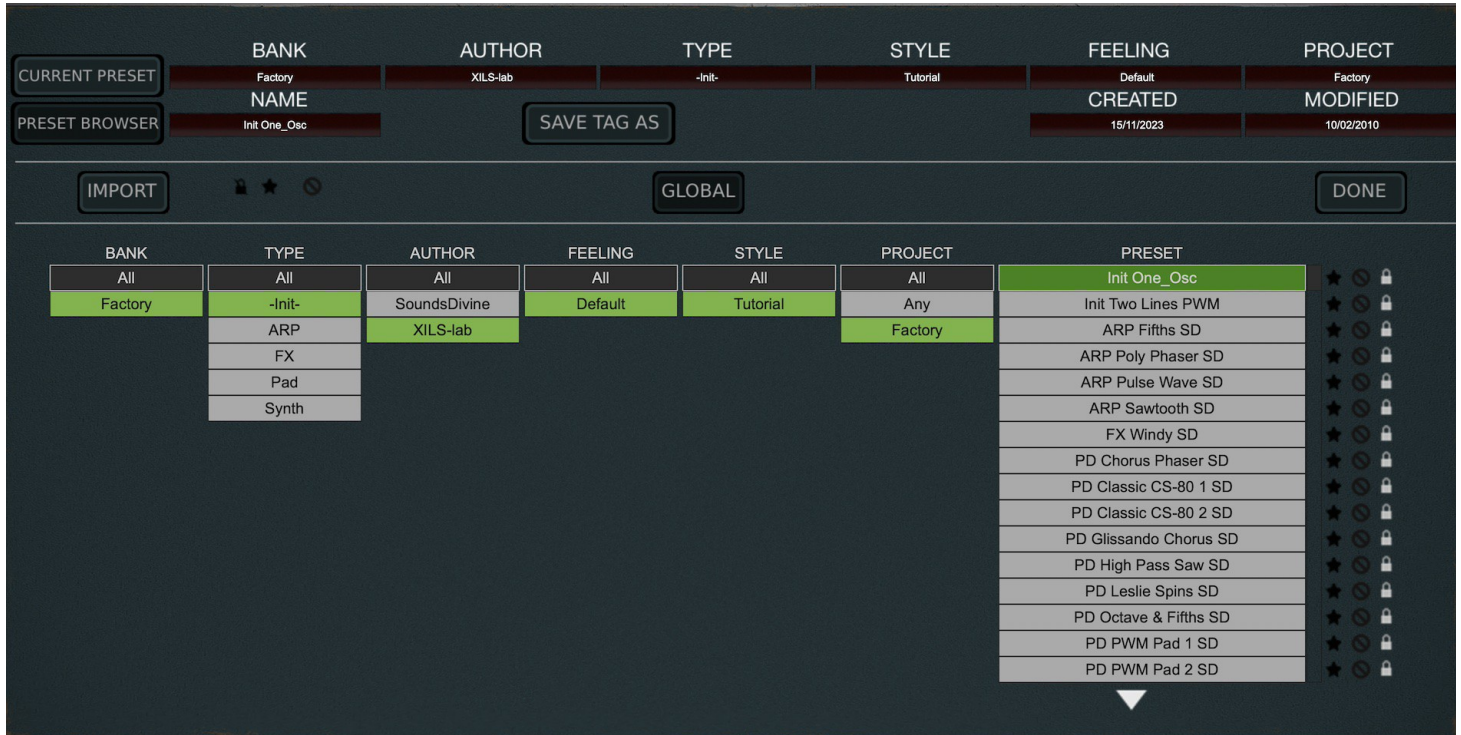 BANK AUTHOR TYPE STYLE FEELING PROJECT
CURRENT PRESET Factory XILS-lab -Init- Tutorial Default Factory
NAME CREATED MODIFIED
PRESET BROWSER Init One_Osc SAVE TAG AS 15/11/2023 10/02/2010
IMPORT GLOBAL DONE
BANK TYPE AUTHOR FEELING STYLE PROJECT PRESET
All All All All All All Init One_Osc
Factory -Init- SoundsDivine Default Tutorial Any Init Two Lines PWM
ARP XILS-lab Factory ARP Fifths SD
FX ARP Poly Phaser SD
Pad ARP Pulse Wave SD
Synth ARP Sawtooth SD
FX Windy SD
PD Chorus Phaser SD
PD Classic CS-80 1 SD
PD Classic CS-80 2 SD
PD Glissando Chorus SD
PD High Pass Saw SD
PD Leslie Spins SD
PD Octave & Fifths SD
PD PWM Pad 1 SD
PD PWM Pad 2 SD